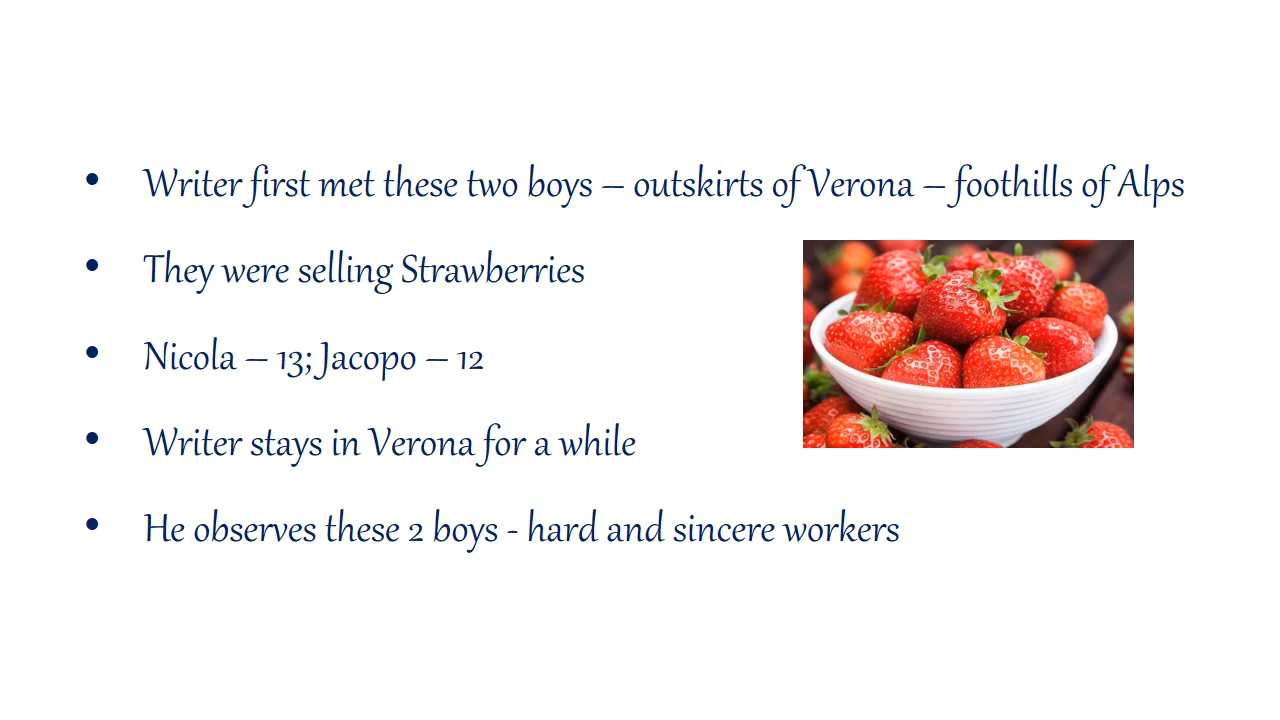 • Writer first met these two boys – outskirts of Verona – foothills of Alps
• They were selling Strawberries
• Nicola – 13; Jacopo – 12
• Writer stays in Verona for a while
• He observes these 2 boys - hard and sincere workers